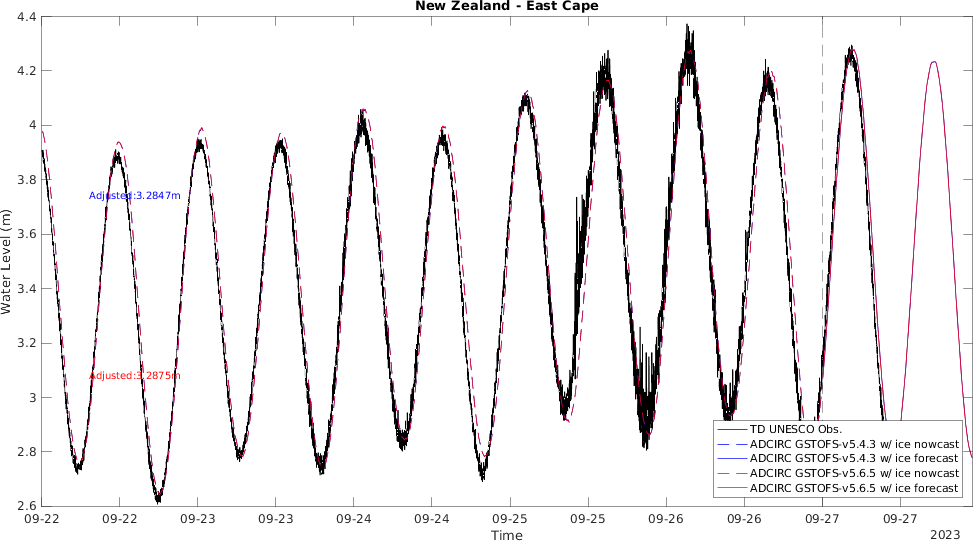 New Zealand - East Cape
4.4
4.2
4
3.8
3.6
3.4
3.2
3
2.8
2.6
Water Level (m)
Adjusted:3.2847m
Adjusted:3.2875m
TD UNESCO Obs.
ADCIRC GSTOFS-v5.4.3 w/ ice nowcast
ADCIRC GSTOFS-v5.4.3 w/ ice forecast
ADCIRC GSTOFS-v5.6.5 w/ ice nowcast
ADCIRC GSTOFS-v5.6.5 w/ ice forecast
09-22 09-22 09-23 09-23 09-24 09-24 09-25 09-25 09-26 09-26 09-27 09-27
Time
2023